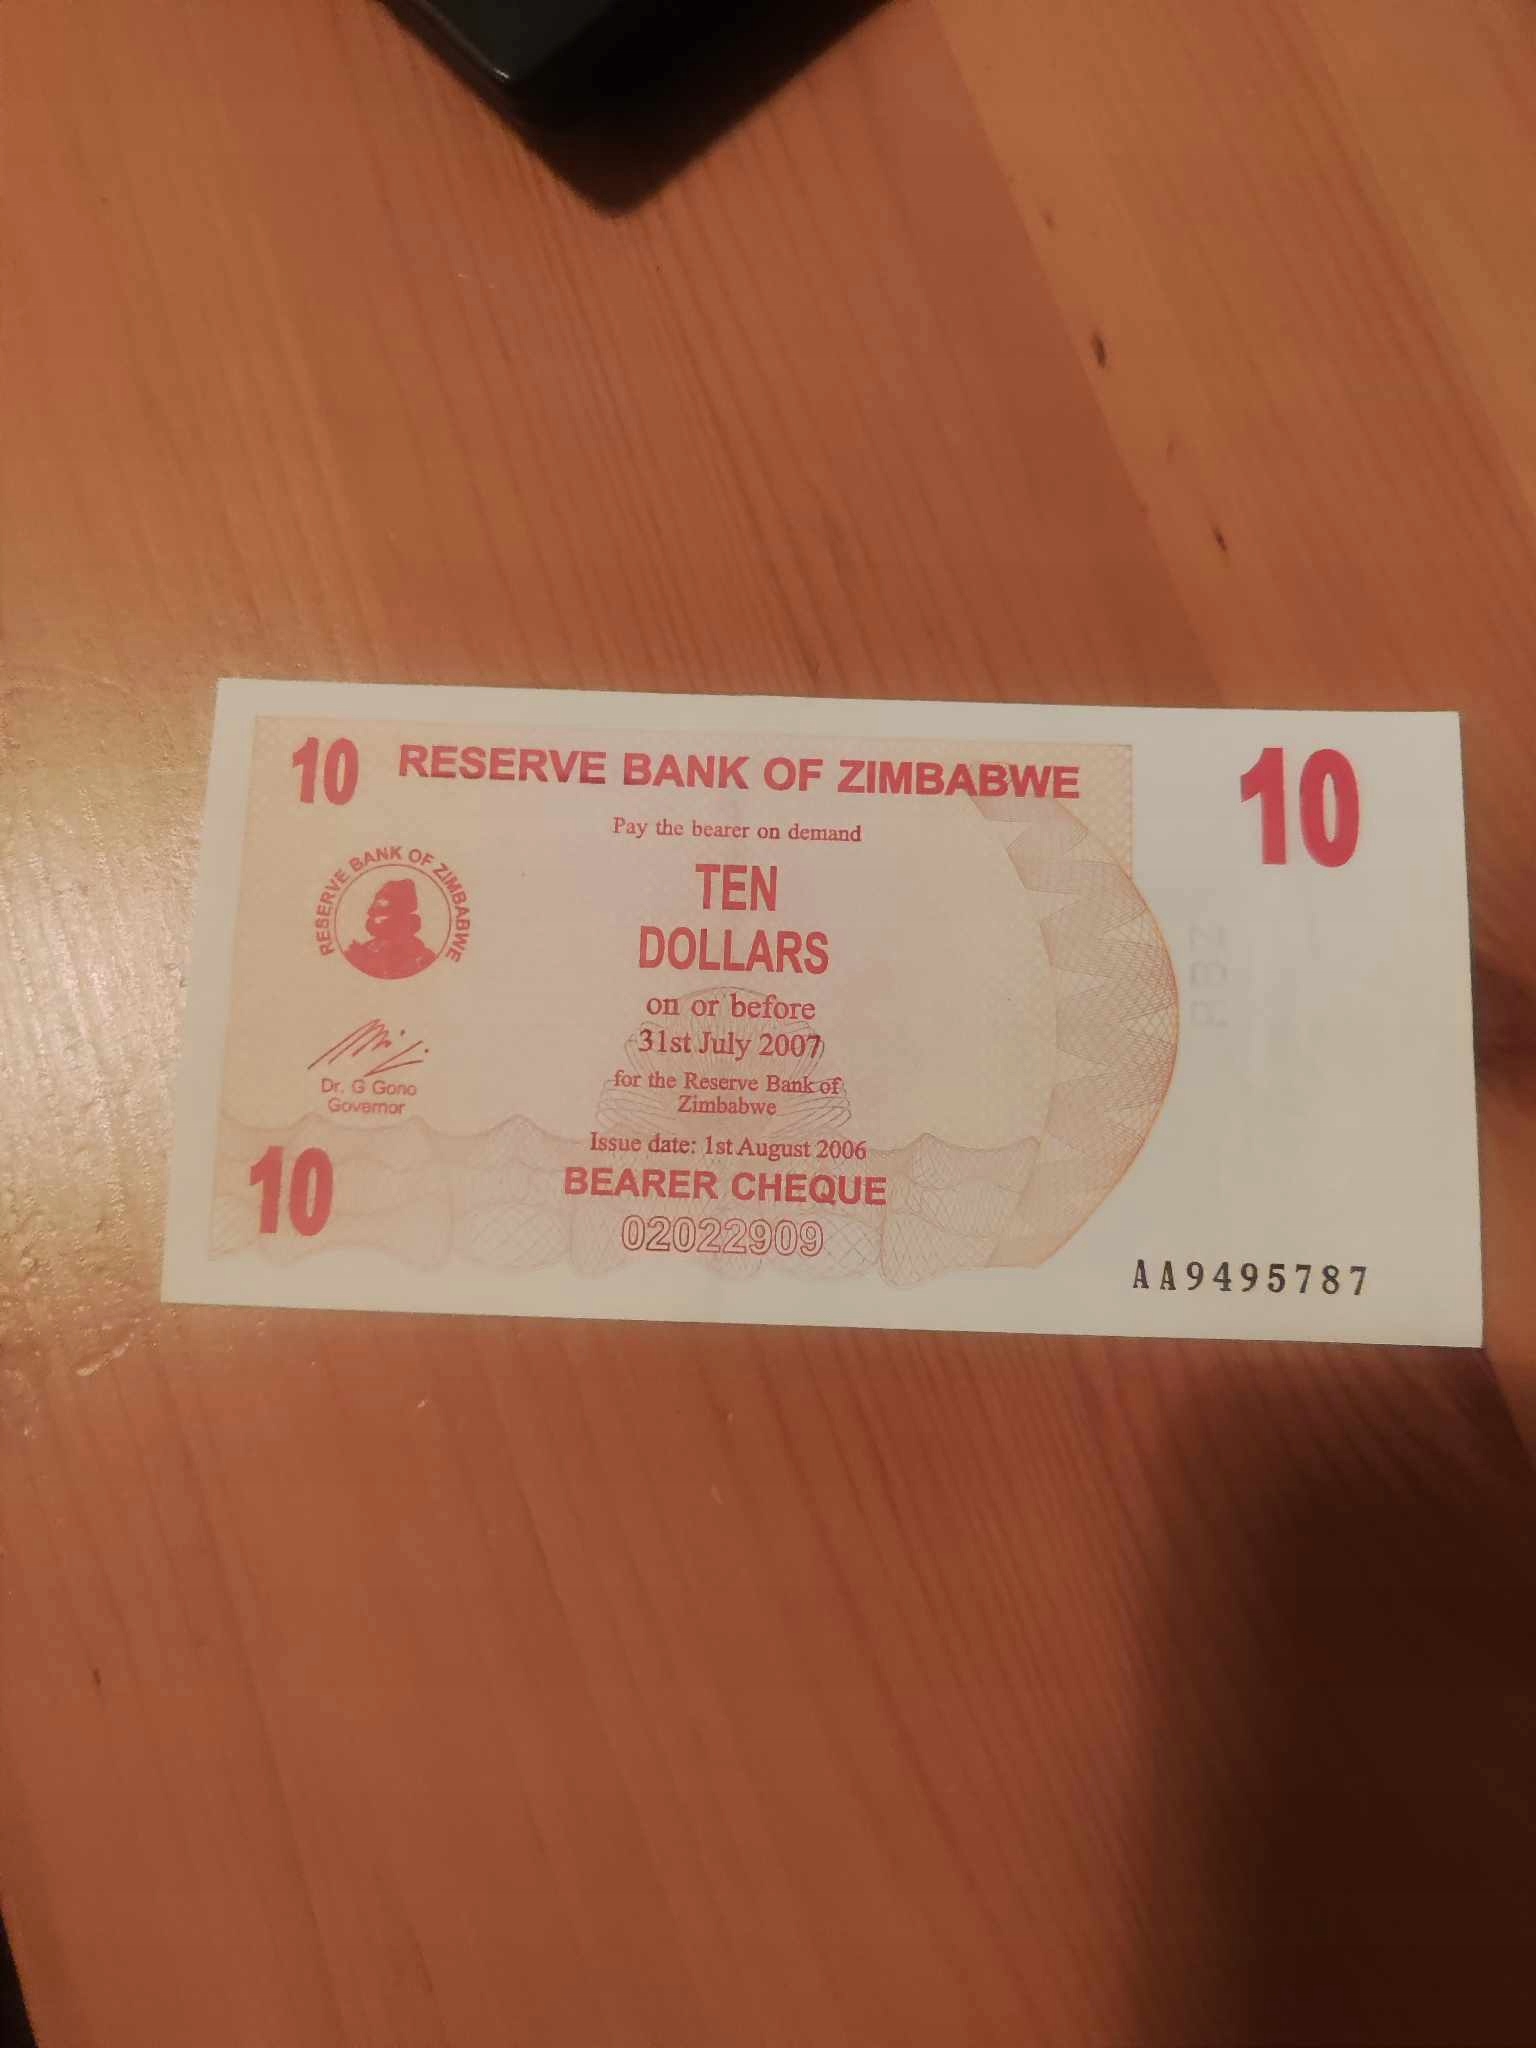 10 RESERVE BANK OF ZIMBABWE 10
Pay the bearer on demand
RESERVE BANK OF ZIMBABWE
TEN
DOLLARS
on or before
31st July 2007
for the Reserve Bank of
Zimbabwe
Dr. G Gono
Governor
Issue date: 1st August 2006
10 BEARER CHEQUE
02022909
AA9495787
RBZ